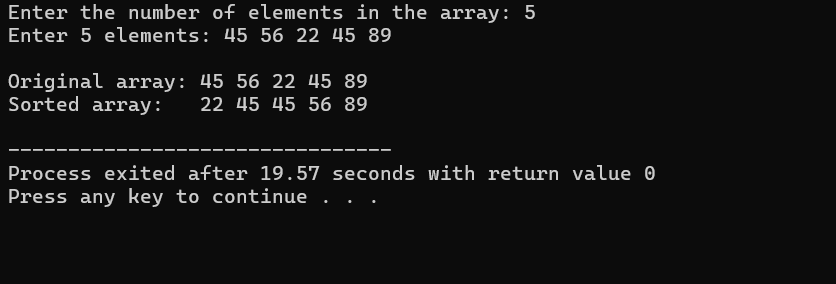 Enter the number of elements in the array: 5
Enter 5 elements: 45 56 22 45 89
Original array: 45 56 22 45 89
Sorted array:   22 45 45 56 89
--------------------------------
Process exited after 19.57 seconds with return value 0
Press any key to continue . . .